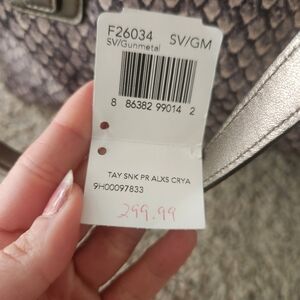 F26034 SV/GM
SV/Gunmetal
8 86382 99014 2
TAY SNK PR ALXS CRYA
9H00097833
299.99